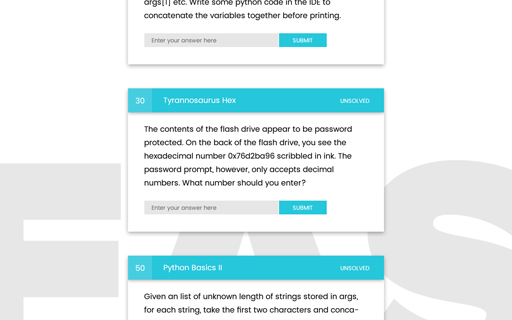 args[1] etc. Write some python code in the IDE to
concatenate the variables together before printing.
Enter your answer here
SUBMIT
30
Tyrannosaurus Hex
UNSOLVED
The contents of the flash drive appear to be password
protected. On the back of the flash drive, you see the
hexadecimal number 0x76d2ba96 scribbled in ink. The
password prompt, however, only accepts decimal
numbers. What number should you enter?
Enter your answer here
SUBMIT
50
Python Basics II
UNSOLVED
Given an list of unknown length of strings stored in args,
for each string, take the first two characters and conca-